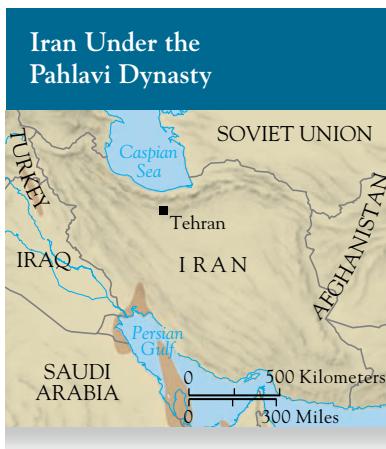 Iran Under the
Pahlavi Dynasty
SOVIET UNION
Caspian
Sea
TURKEY
Tehran
AFGHANISTAN
IRAQ
IRAN
Persian
Gulf
SAUDI
ARABIA
0 500 Kilometers
0 300 Miles